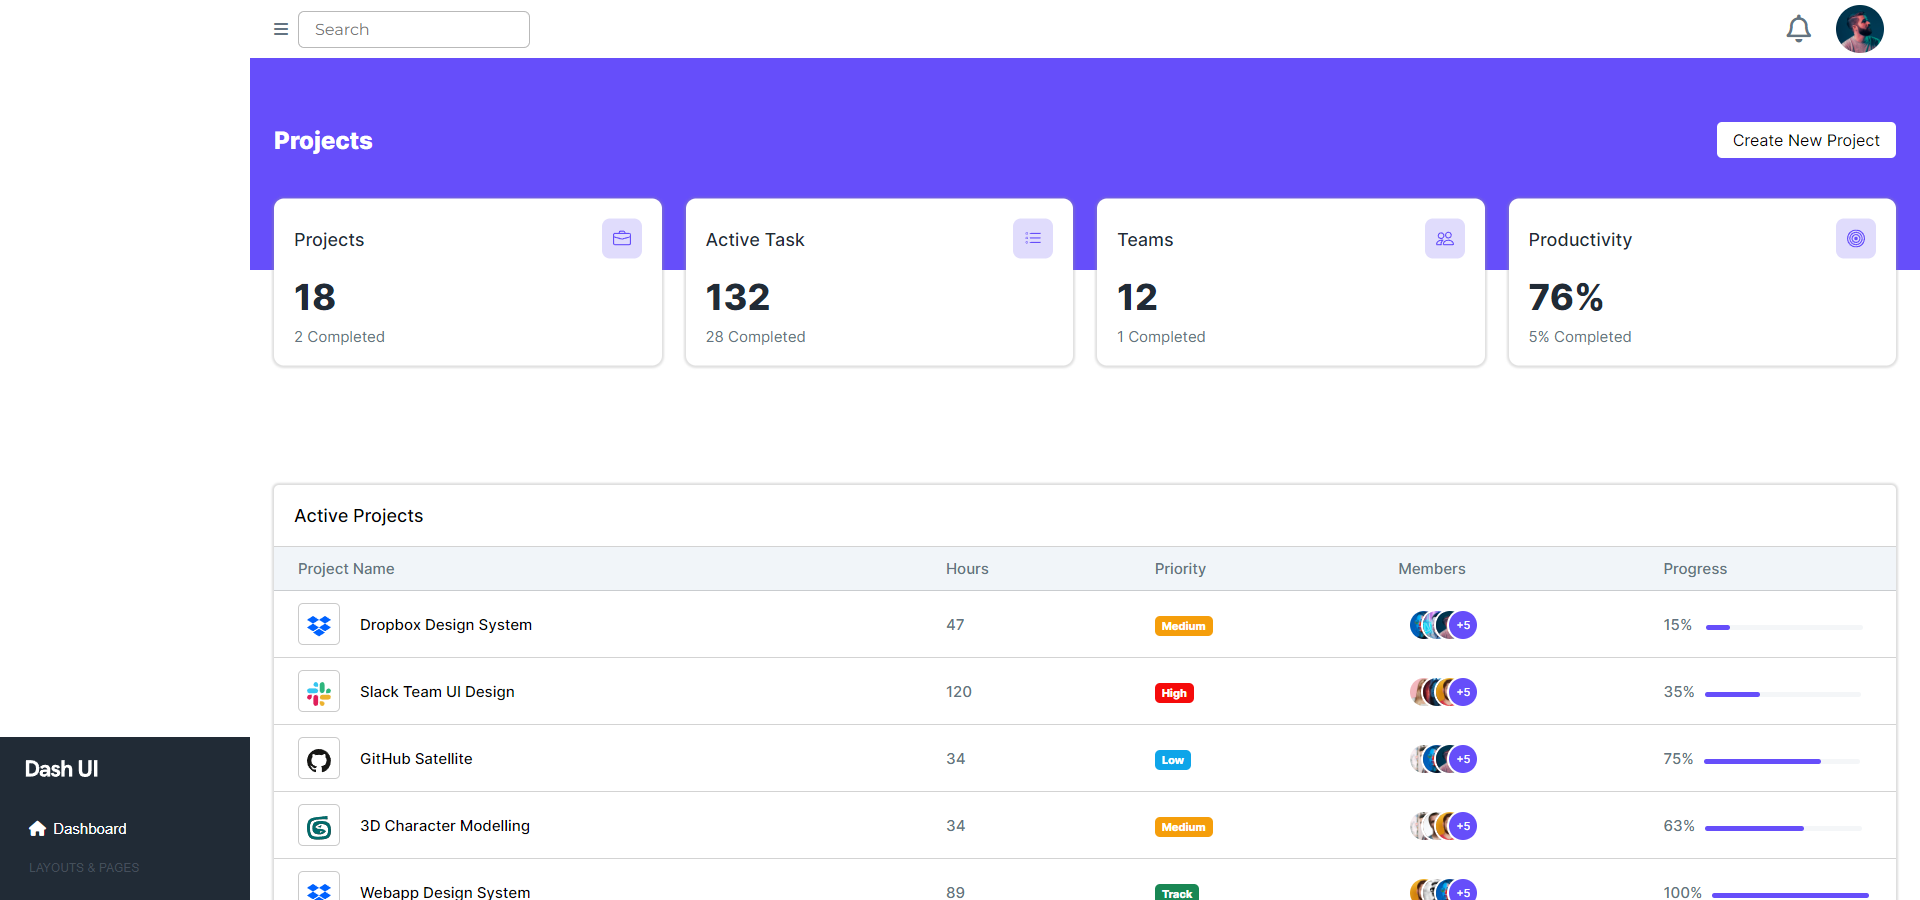 Search
Projects
Create New Project
Projects
18
2 Completed
Active Task
132
28 Completed
Teams
12
1 Completed
Productivity
76%
5% Completed
Active Projects
Project Name Hours Priority Members Progress
Dropbox Design System 47 Medium +5 15%
Slack Team UI Design 120 High +5 35%
GitHub Satellite 34 Low +5 75%
3D Character Modelling 34 Medium +5 63%
Webapp Design System 89 Track +5 100%
Dash UI
Dashboard
LAYOUTS & PAGES